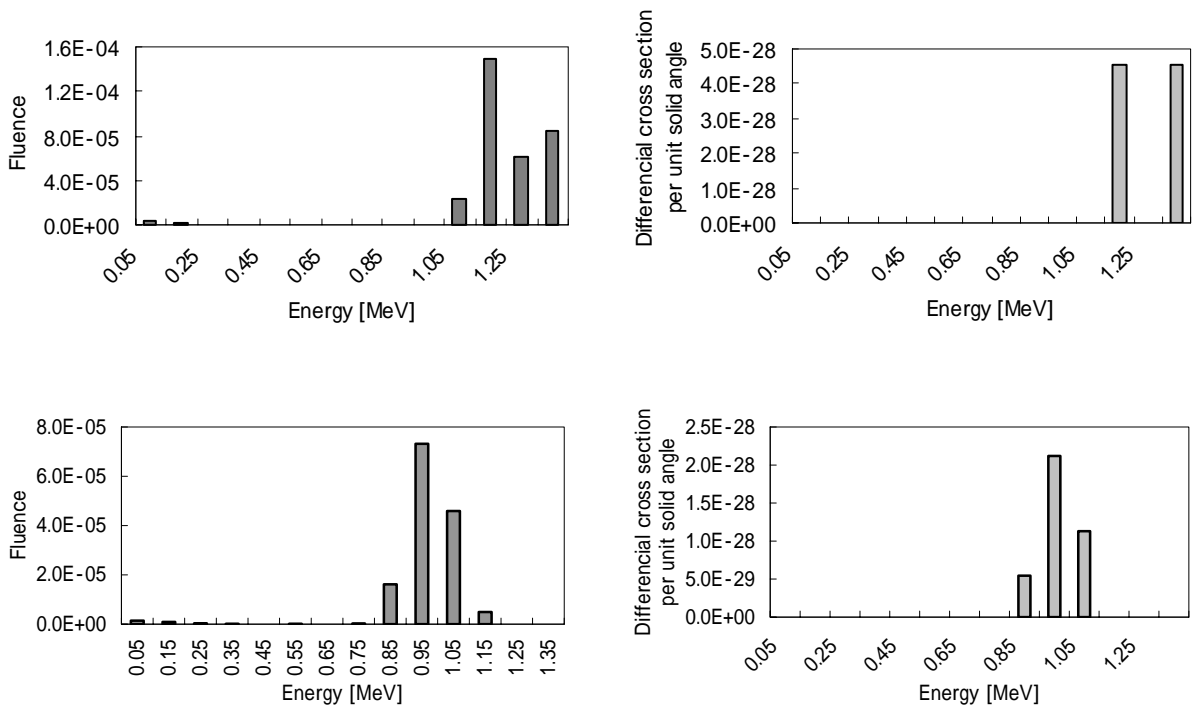 Fluence
1.6E-04
1.2E-04
8.0E-05
4.0E-05
0.0E+00
0.05 0.25 0.45 0.65 0.85 1.05 1.25
Energy [MeV]
Differencial cross section
per unit solid angle
5.0E-28
4.0E-28
3.0E-28
2.0E-28
1.0E-28
0.0E+00
0.05 0.25 0.45 0.65 0.85 1.05 1.25
Energy [MeV]
Fluence
8.0E-05
6.0E-05
4.0E-05
2.0E-05
0.0E+00
0.05 0.15 0.25 0.35 0.45 0.55 0.65 0.75 0.85 0.95 1.05 1.15 1.25 1.35
Energy [MeV]
Differencial cross section
per unit solid angle
2.5E-28
2.0E-28
1.5E-28
1.0E-28
5.0E-29
0.0E+00
0.05 0.25 0.45 0.65 0.85 1.05 1.25
Energy [MeV]